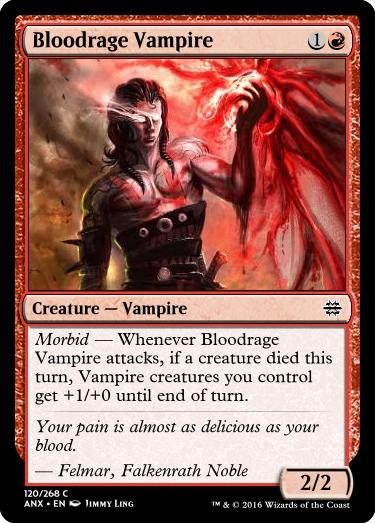 Bloodrage Vampire 1
Creature — Vampire
Morbid — Whenever Bloodrage
Vampire attacks, if a creature died this
turn, Vampire creatures you control
get +1/+0 until end of turn.
Your pain is almost as delicious as your
blood.
— Felmar, Falkenrath Noble
2/2
120/268 C
ANX • EN JIMMY LING
™ & © 2016 Wizards of the Coast